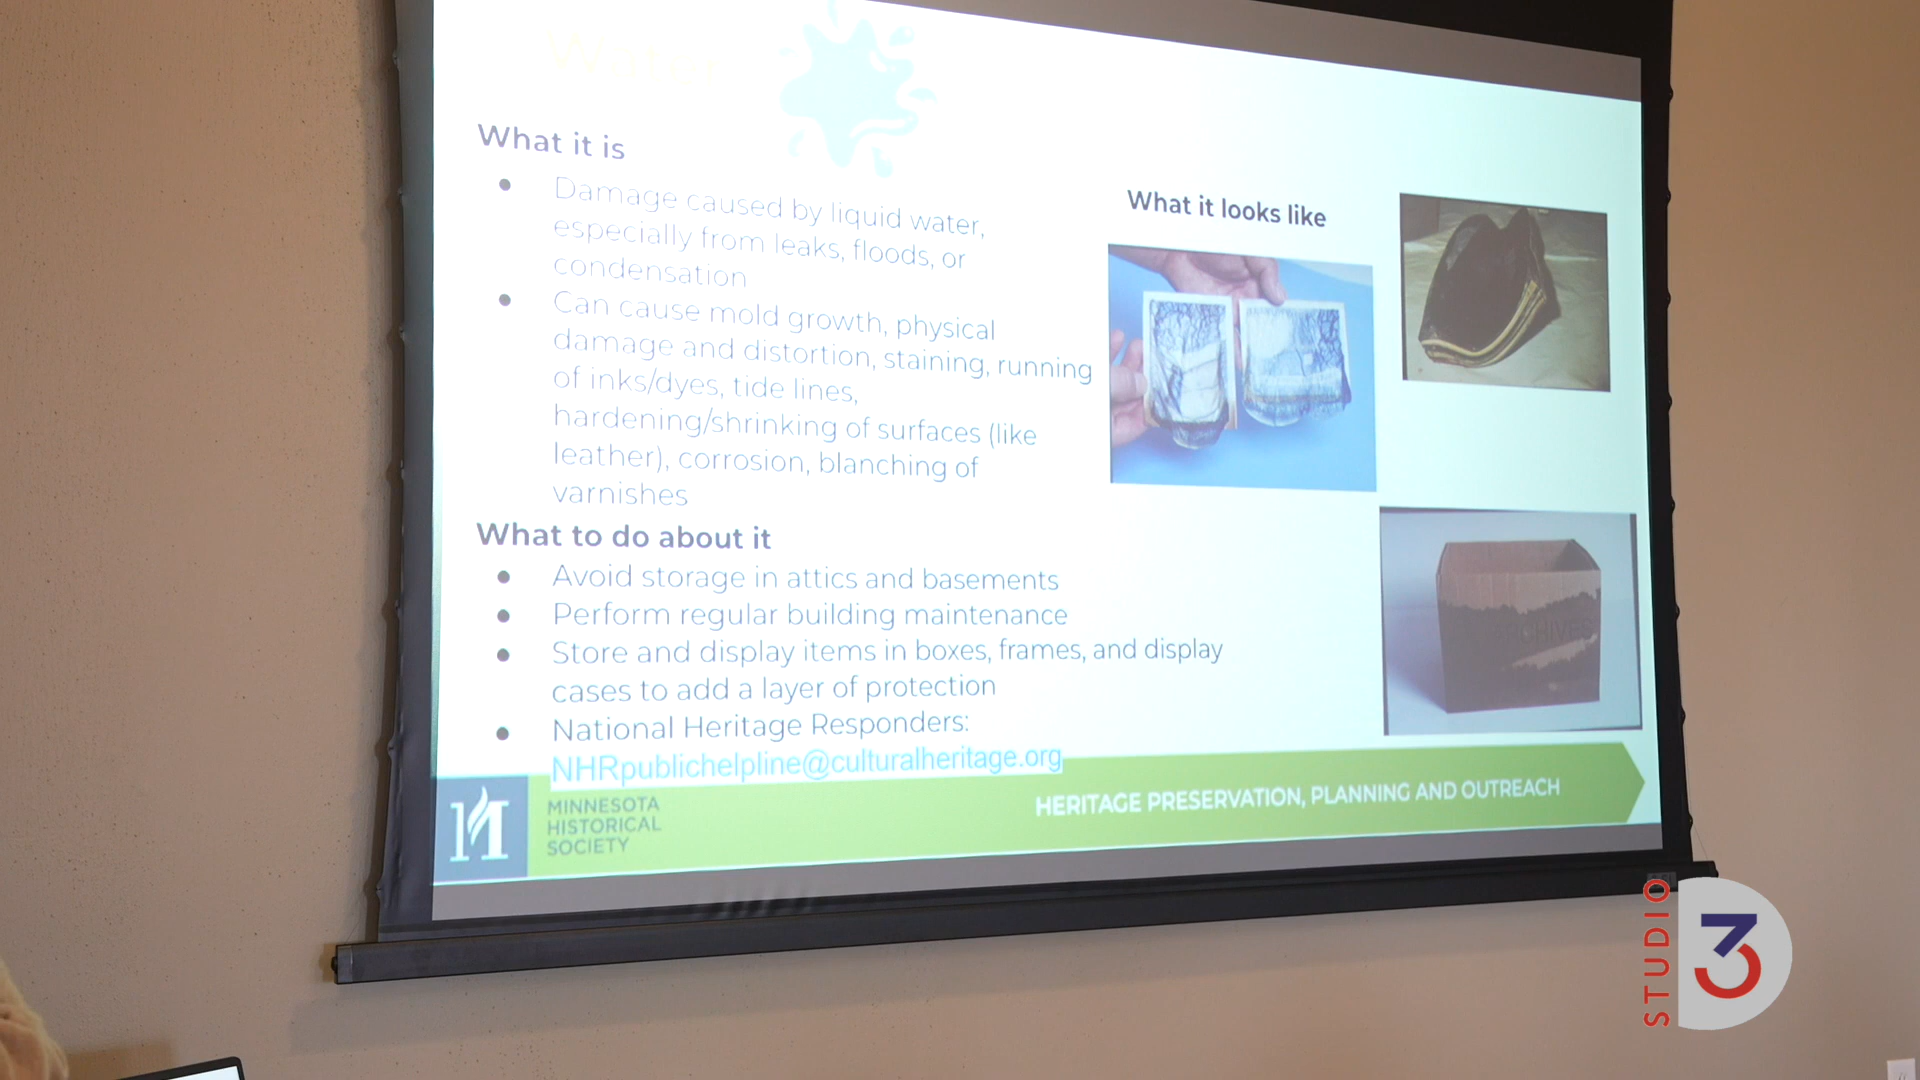 Water
What it is
Damage caused by liquid water,
especially from leaks, floods, or
condensation
Can cause mold growth, physical
damage and distortion, staining, running
of inks/dyes, tide lines,
hardening/shrinking of surfaces (like
leather), corrosion, blanching of
varnishes
What it looks like
ARCHIVES
What to do about it
Avoid storage in attics and basements
Perform regular building maintenance
Store and display items in boxes, frames, and display
cases to add a layer of protection
National Heritage Responders:
NHRpublichelpline@culturalheritage.org
MINNESOTA
HISTORICAL
SOCIETY
HERITAGE PRESERVATION, PLANNING AND OUTREACH
STUDIO
3